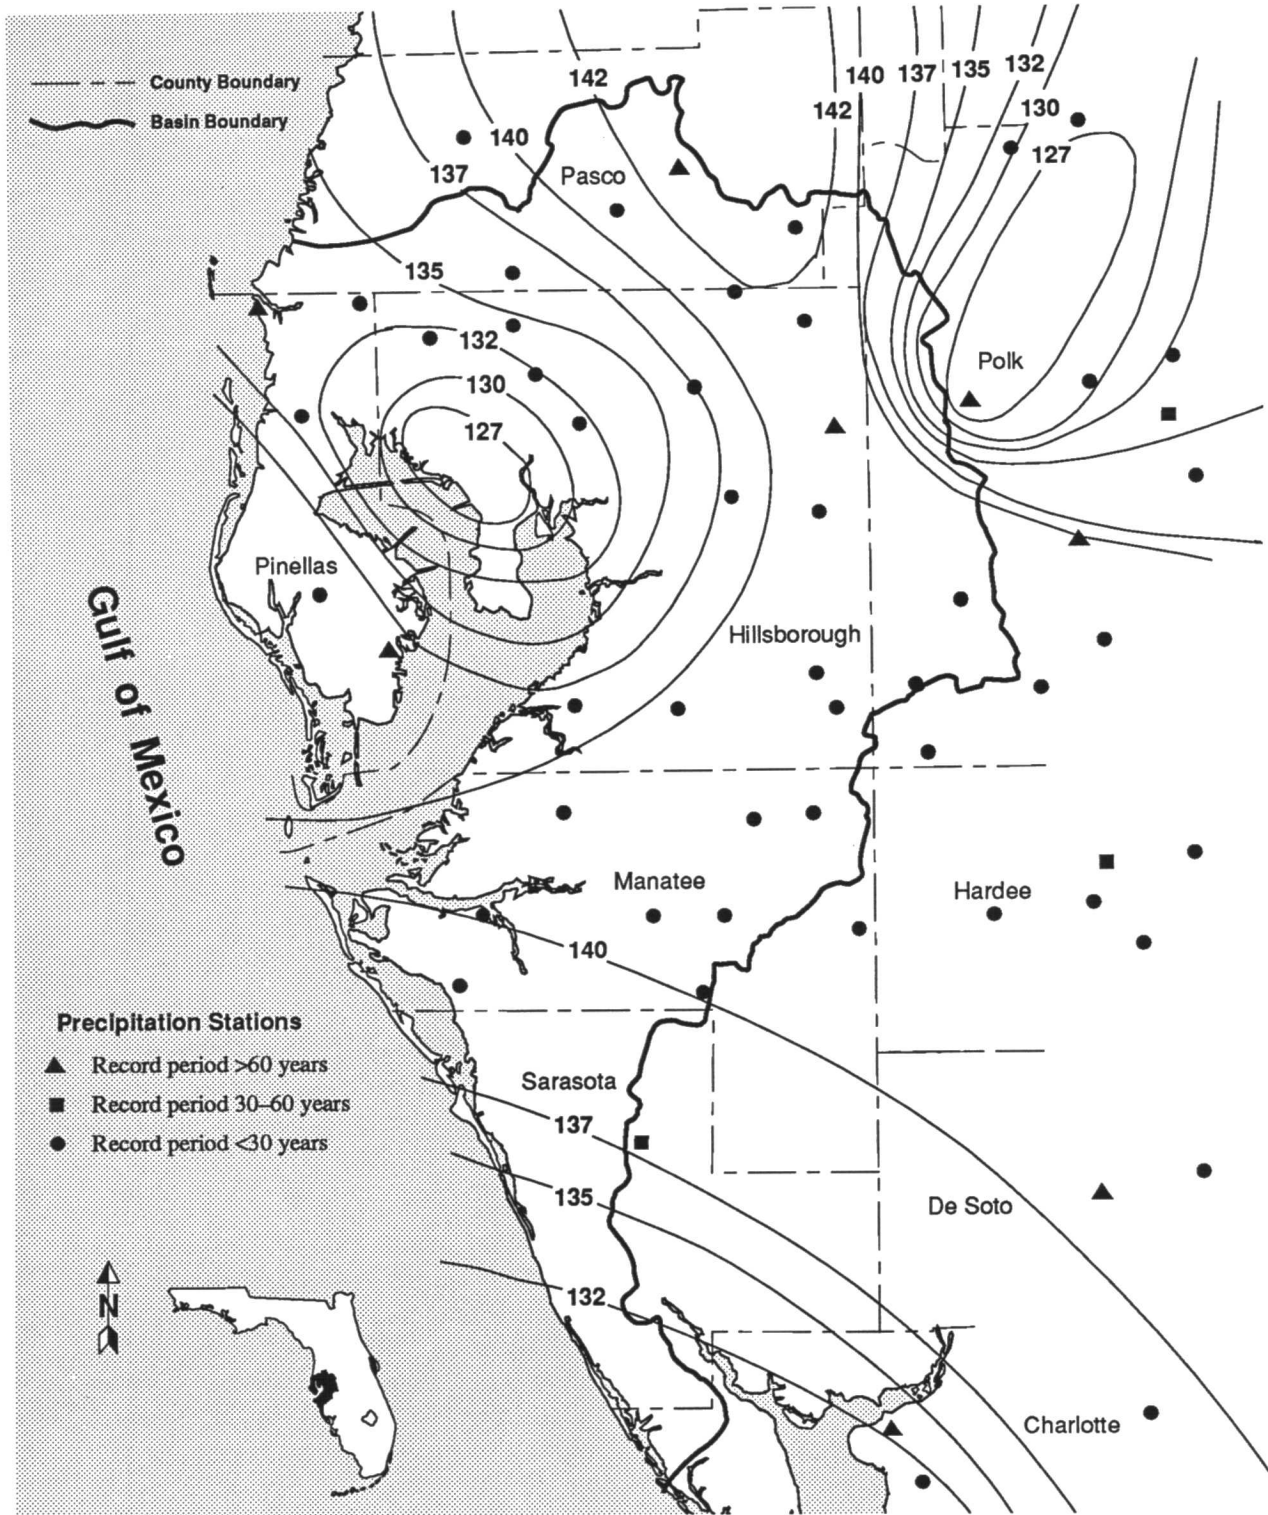 142
140
137
135
132
County Boundary
142
130
Basin Boundary
140
127
137
Pasco
135
132
Polk
130
127
Pinellas
Hillsborough
Gulf of Mexico
Manatee
Hardee
140
Precipitation Stations
Record period >60 years
Sarasota
Record period 30–60 years
137
Record period <30 years
135
De Soto
132
N
Charlotte